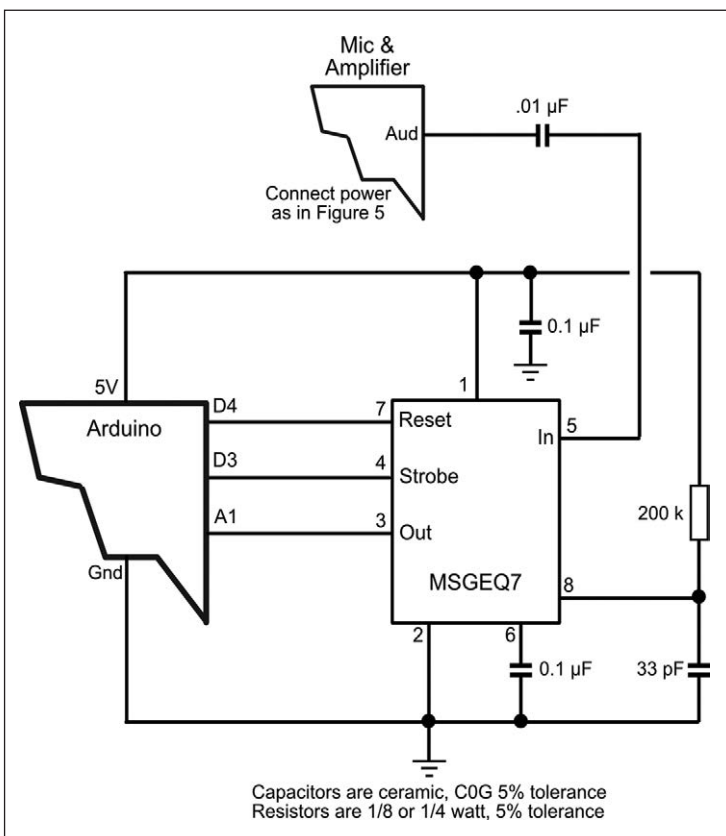 Mic &
Amplifier
Aud
.01 µF
Connect power
as in Figure 5
0.1 µF
5V
1
Arduino
D4
7
Reset
In
5
D3
4
Strobe
200 k
A1
3
Out
Gnd
MSGEQ7
8
2
6
0.1 µF
33 pF
Capacitors are ceramic, C0G 5% tolerance
Resistors are 1/8 or 1/4 watt, 5% tolerance